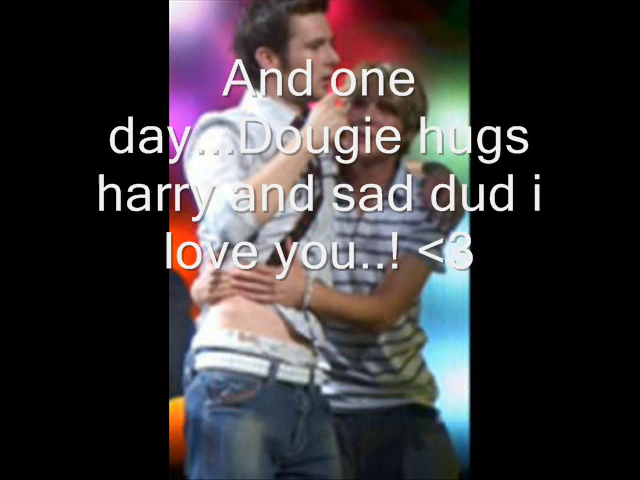 And one
day...Dougie hugs
harry and sad dud i
love you..! <3